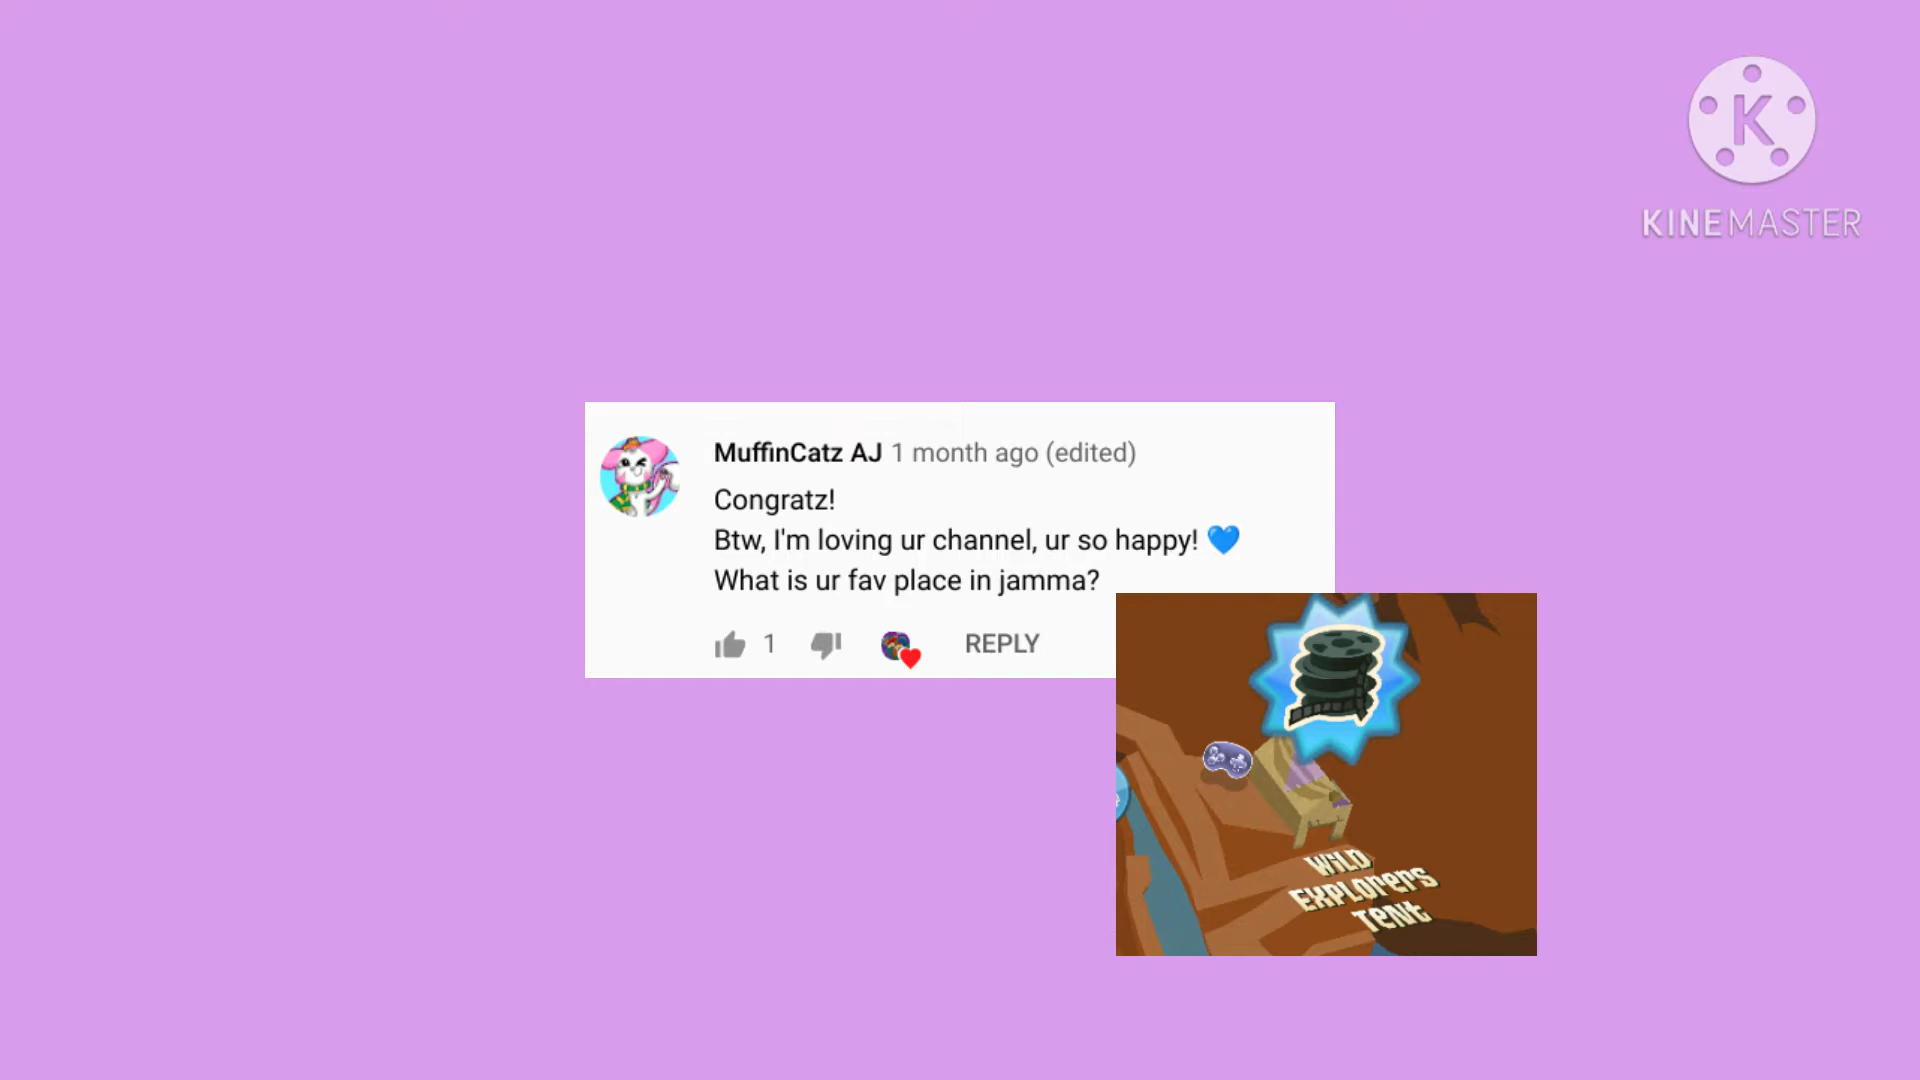 K
KINEMASTER
MuffinCatz AJ 1 month ago (edited)
Congratz!
Btw, I'm loving ur channel, ur so happy! 💙
What is ur fav place in jamma?
1 REPLY
WILD
EXPLORERS
TENT